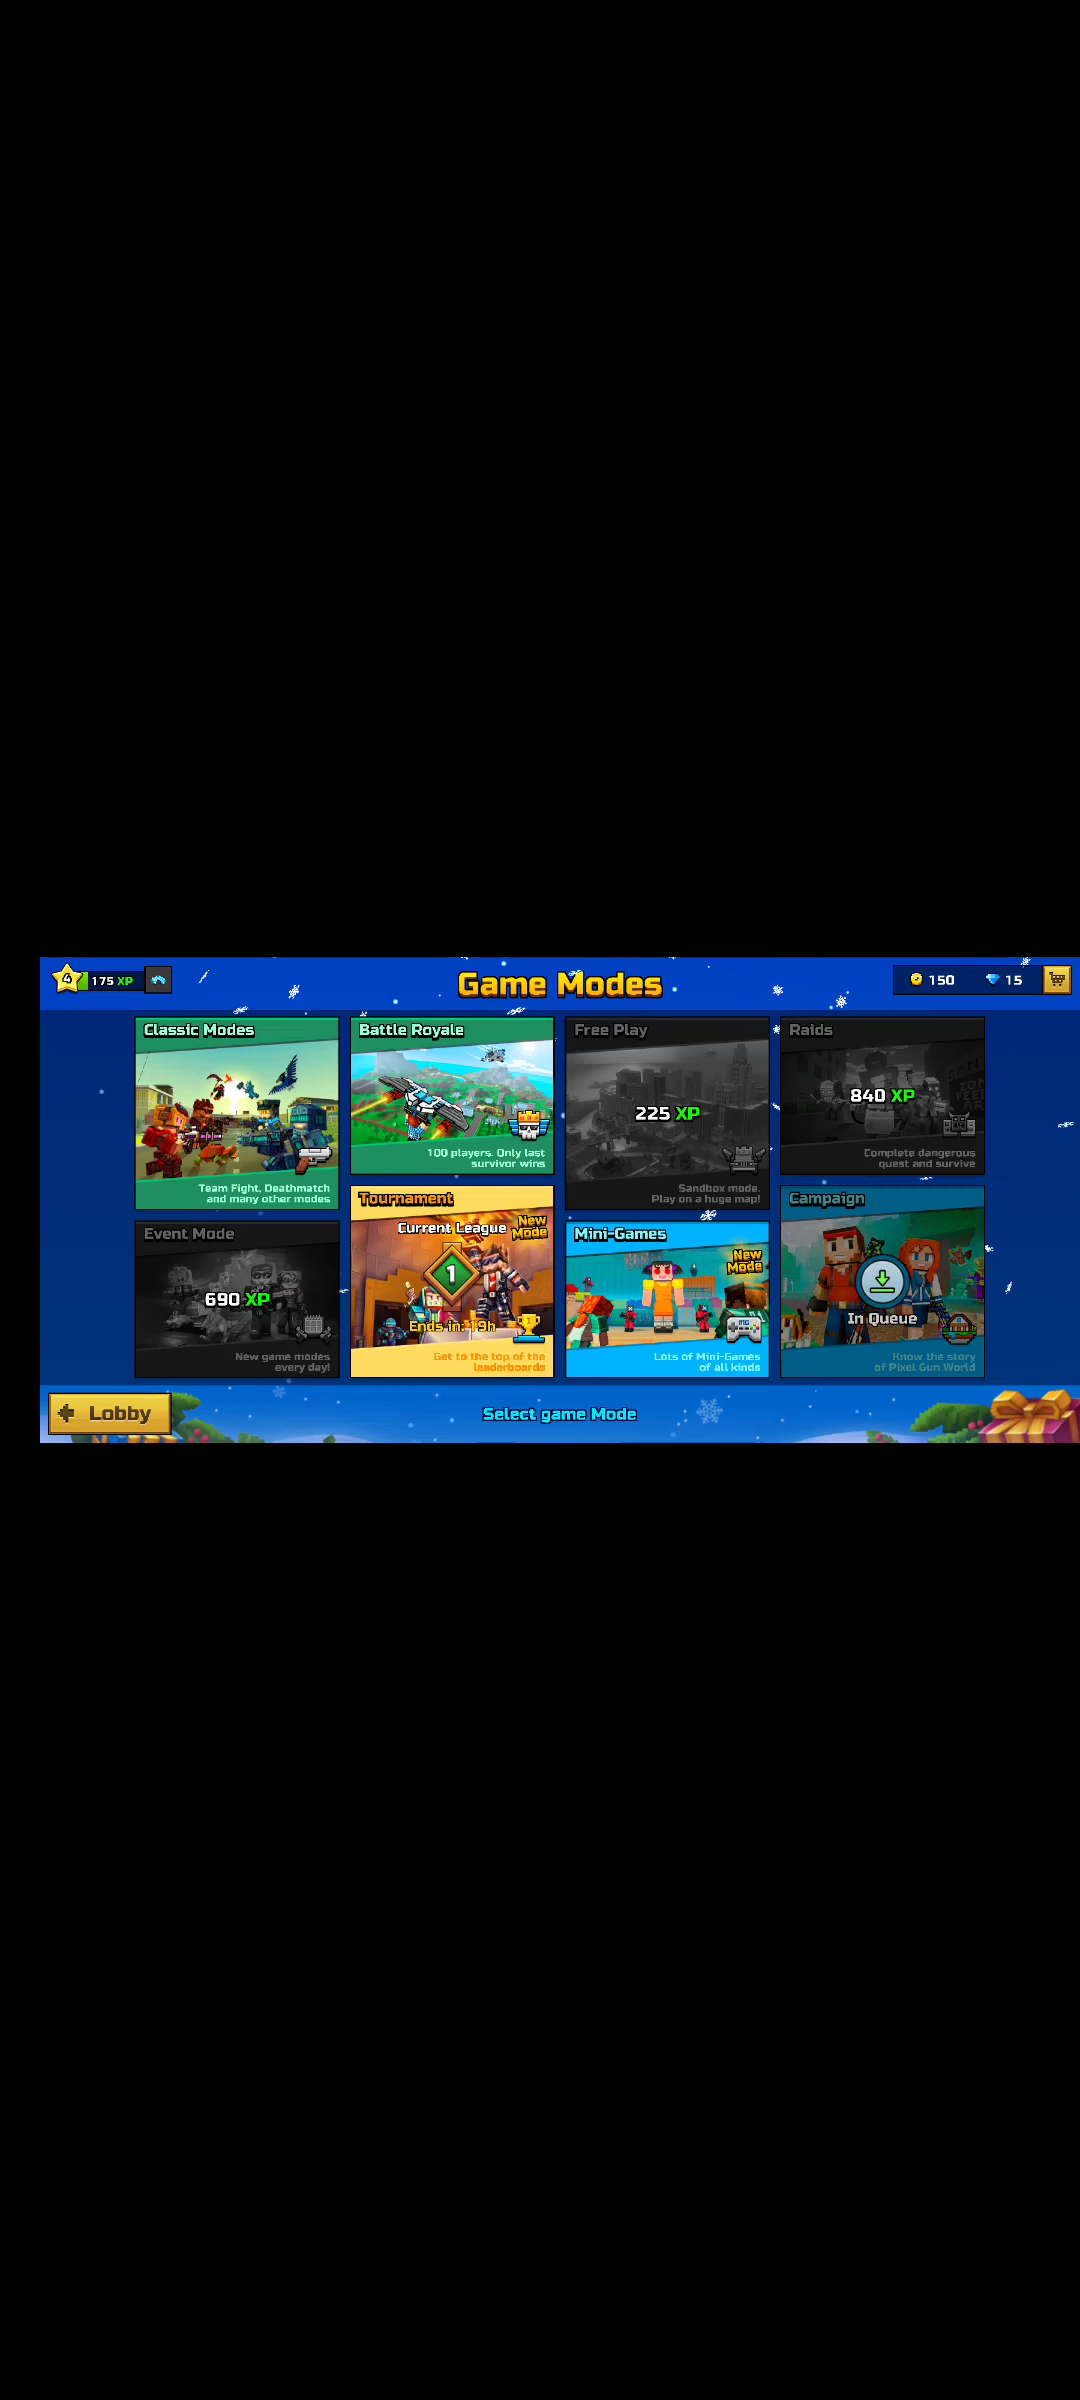 4
175 XP
Game Modes
150
15
Classic Modes
Team Fight, Deathmatch
and many other modes
Battle Royale
100 players. Only last
survivor wins
Free Play
225 XP
Sandbox mode.
Play on a huge map!
Raids
840 XP
Complete dangerous
quest and survive
Event Mode
690 XP
New game modes
every day!
Tournament
Current League
New
Mode
1
Ends in: 19h
Get to the top of the
leaderboards
Mini-Games
New
Mode
MG
Lots of Mini-Games
of all kinds
Campaign
In Queue
Know the story
of Pixel Gun World
Lobby
Select game Mode